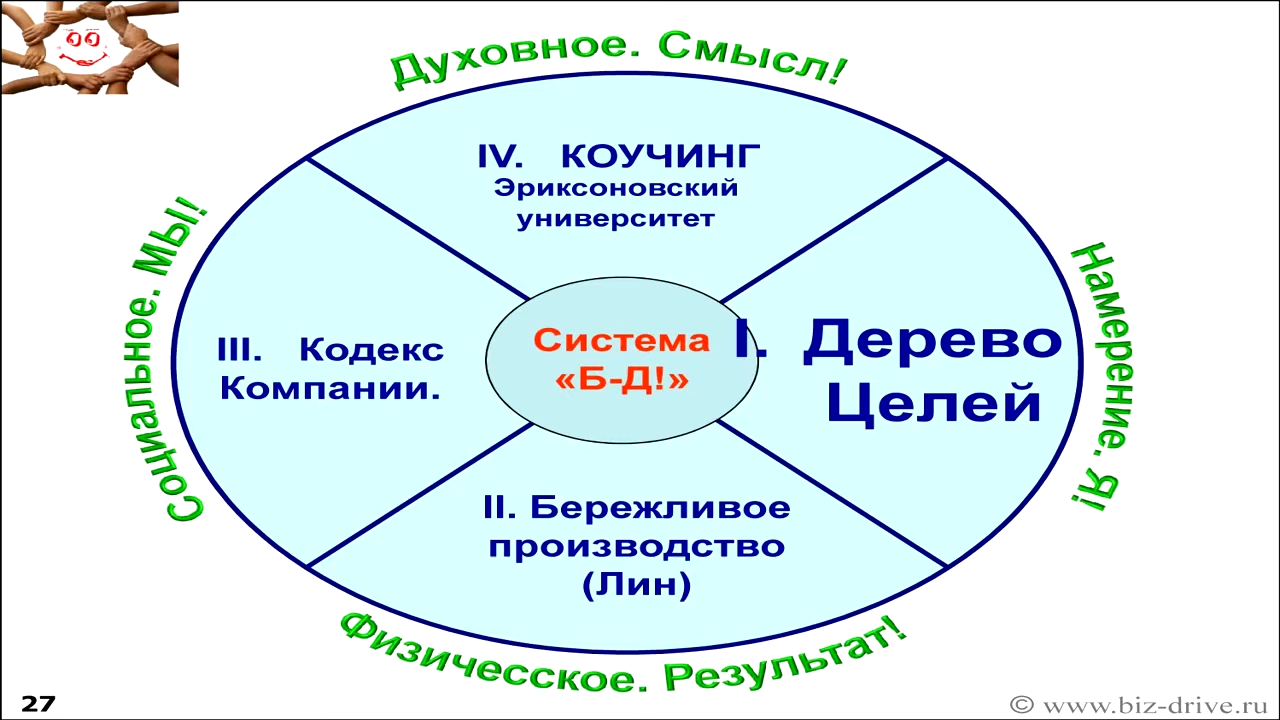 Духовное. Смысл!
IV. КОУЧИНГ
Эриксоновский
университет
Социальное. МЫ!
Намерение. Я!
Система
«Б-Д!»
I. Дерево
Целей
III. Кодекс
Компании.
II. Бережливое
производство
(Лин)
Физичесское. Результат!
27
© www.biz-drive.ru